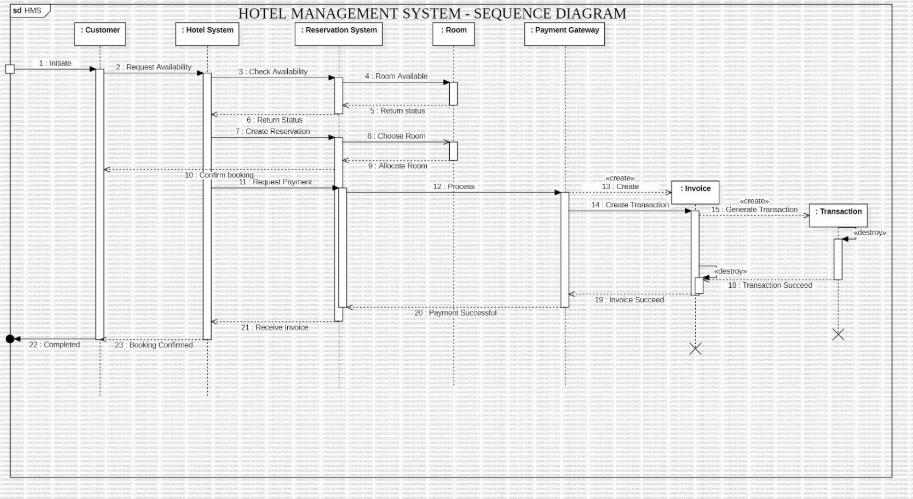 sd HMS
HOTEL MANAGEMENT SYSTEM - SEQUENCE DIAGRAM
: Customer
: Hotel System
: Reservation System
: Room
: Payment Gateway
1 : Initiate
2 : Request Availability
3 : Check Availability
4 : Room Available
5 : Return status
6 : Return Status
7 : Create Reservation
8 : Choose Room
9 : Allocate Room
10 : Confirm booking
11 : Request Payment
12 : Process
«create»
13 : Create
: Invoice
14 : Create Transaction
«create»
15 : Generate Transaction
: Transaction
«destroy»
«destroy»
18 : Transaction Succeed
19 : Invoice Succeed
20 : Payment Successful
21 : Receive Invoice
22 : Completed
23 : Booking Confirmed